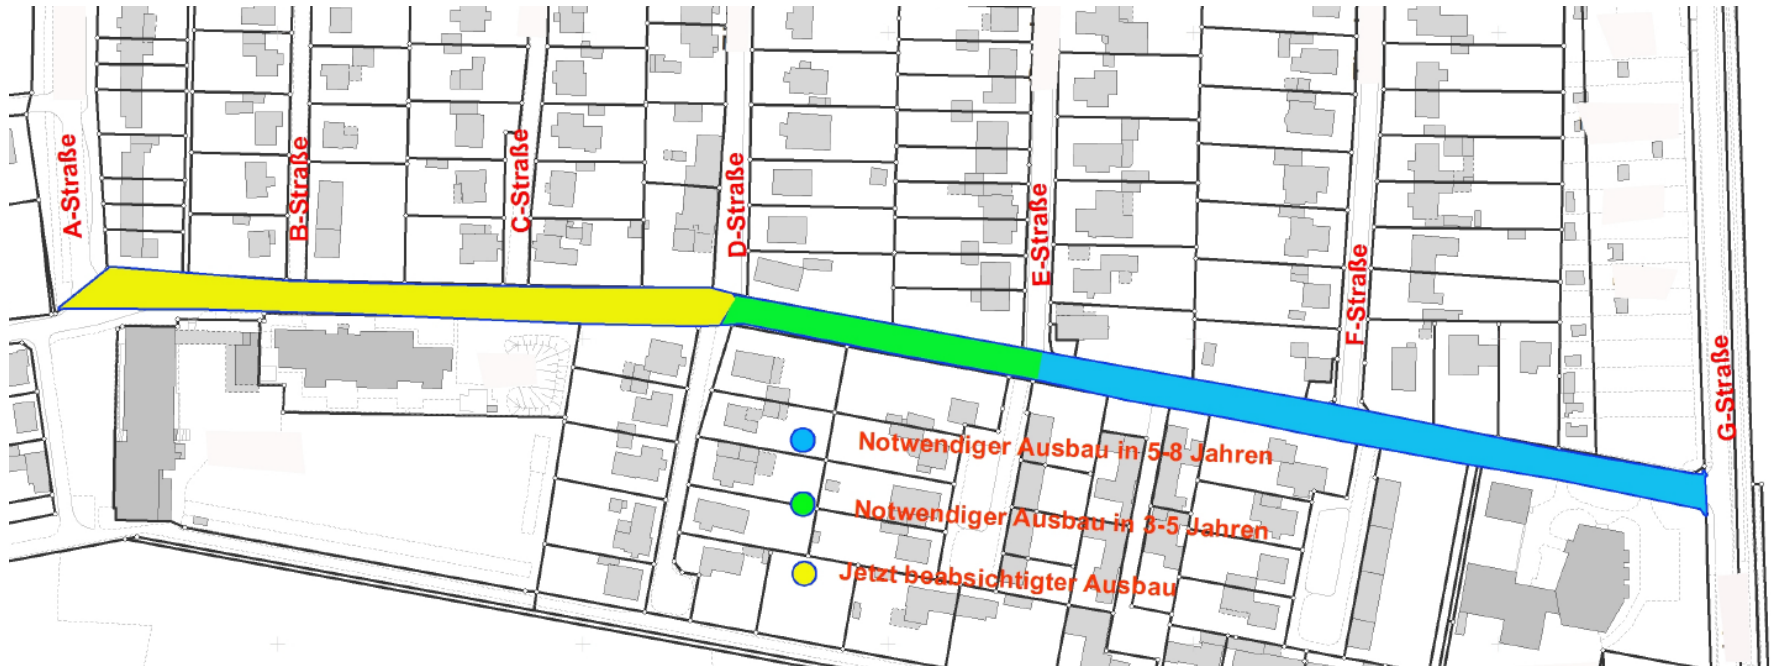 A-Straße
B-Straße
C-Straße
D-Straße
E-Straße
F-Straße
G-Straße
Notwendiger Ausbau in 5-8 Jahren
Notwendiger Ausbau in 3-5 Jahren
Jetzt beabsichtigter Ausbau